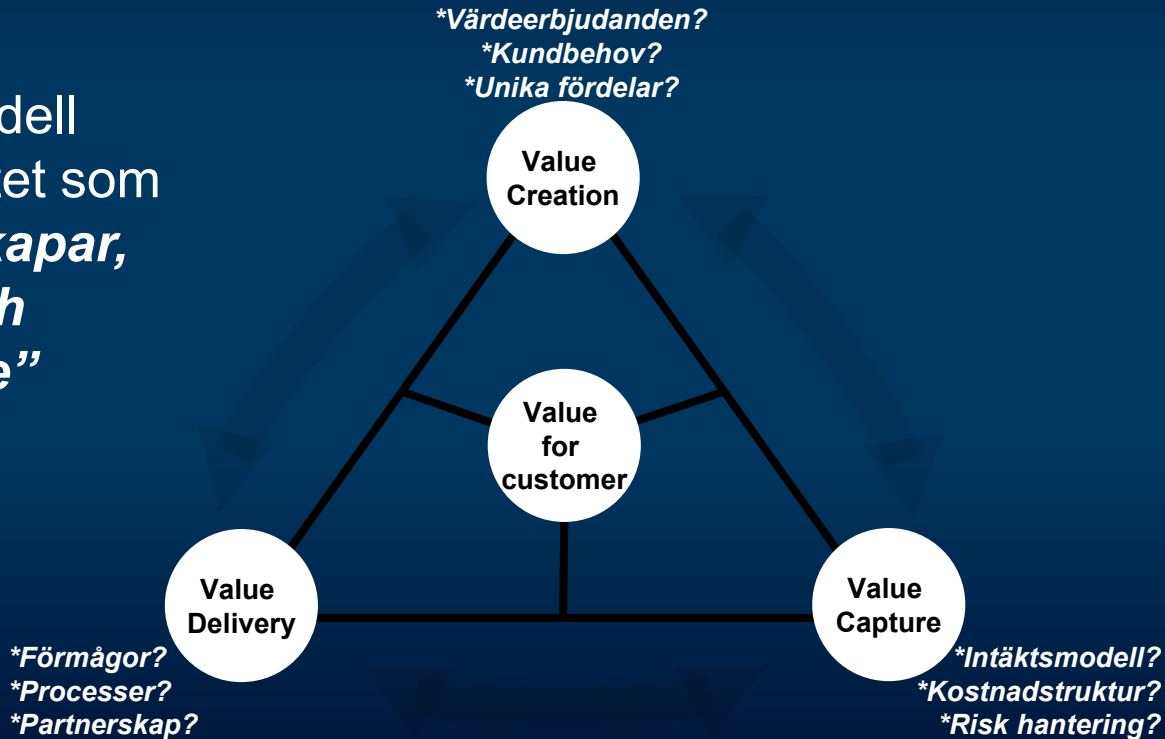 *Värdeerbjudanden?
*Kundbehov?
*Unika fördelar?
dell
tet som
kapar,
h
e”
Value
Creation
Value
for
customer
Value
Delivery
Value
Capture
*Förmågor?
*Processer?
*Partnerskap?
*Intäktsmodell?
*Kostnadstruktur?
*Risk hantering?